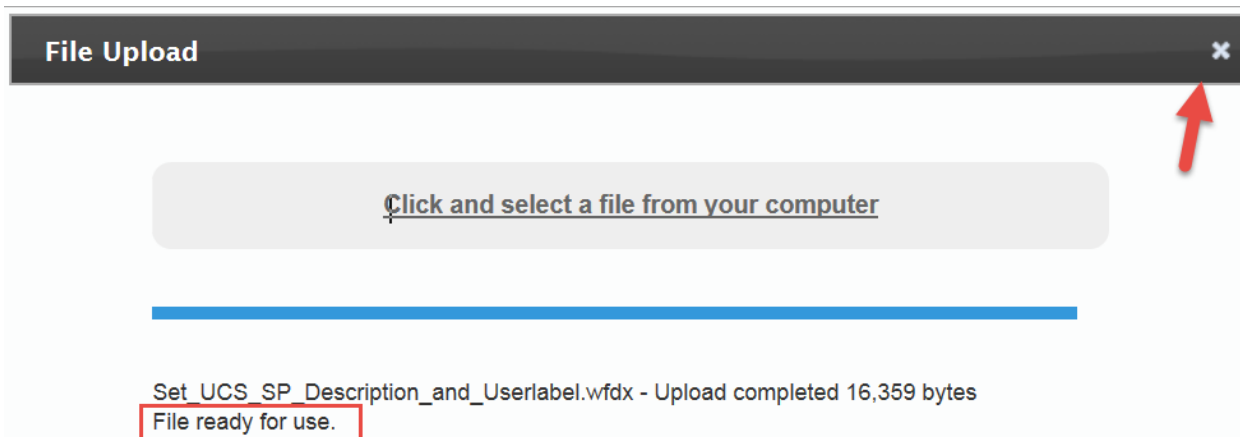 File Upload
Click and select a file from your computer
Set_UCS_SP_Description_and_Userlabel.wfdx - Upload completed 16,359 bytes
File ready for use.